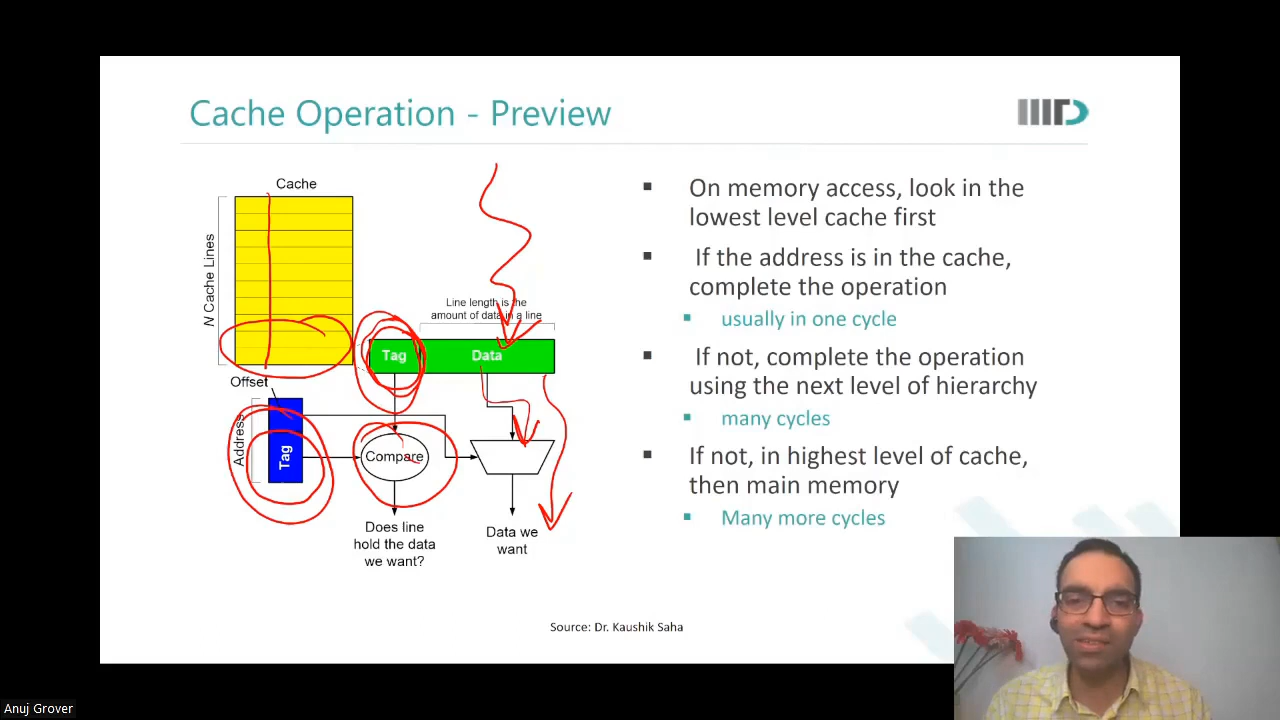 Cache Operation - Preview
IIITD
Cache
N Cache Lines
Line length is the
amount of data in a line
Tag
Data
Offset
Address
Tag
Compare
Does line
hold the data
we want?
Data we
want
▪ On memory access, look in the
lowest level cache first
▪ If the address is in the cache,
complete the operation
▪ usually in one cycle
▪ If not, complete the operation
using the next level of hierarchy
▪ many cycles
▪ If not, in highest level of cache,
then main memory
▪ Many more cycles
Source: Dr. Kaushik Saha
Anuj Grover